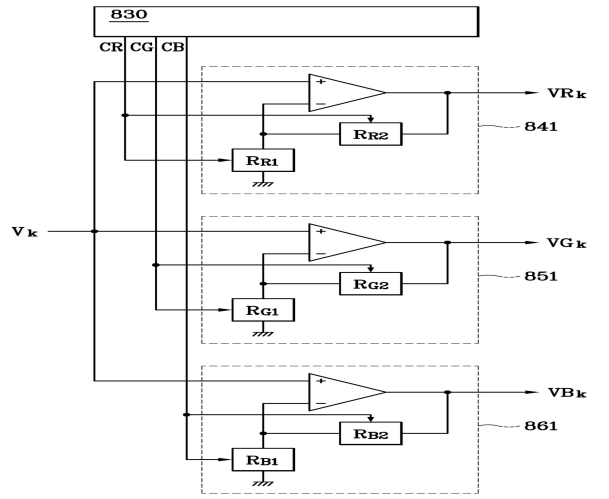 830
CR CG CB
+
−
VRk
RR2
841
RR1
Vk
+
−
VGk
RG2
851
RG1
+
−
VBk
RB2
861
RB1